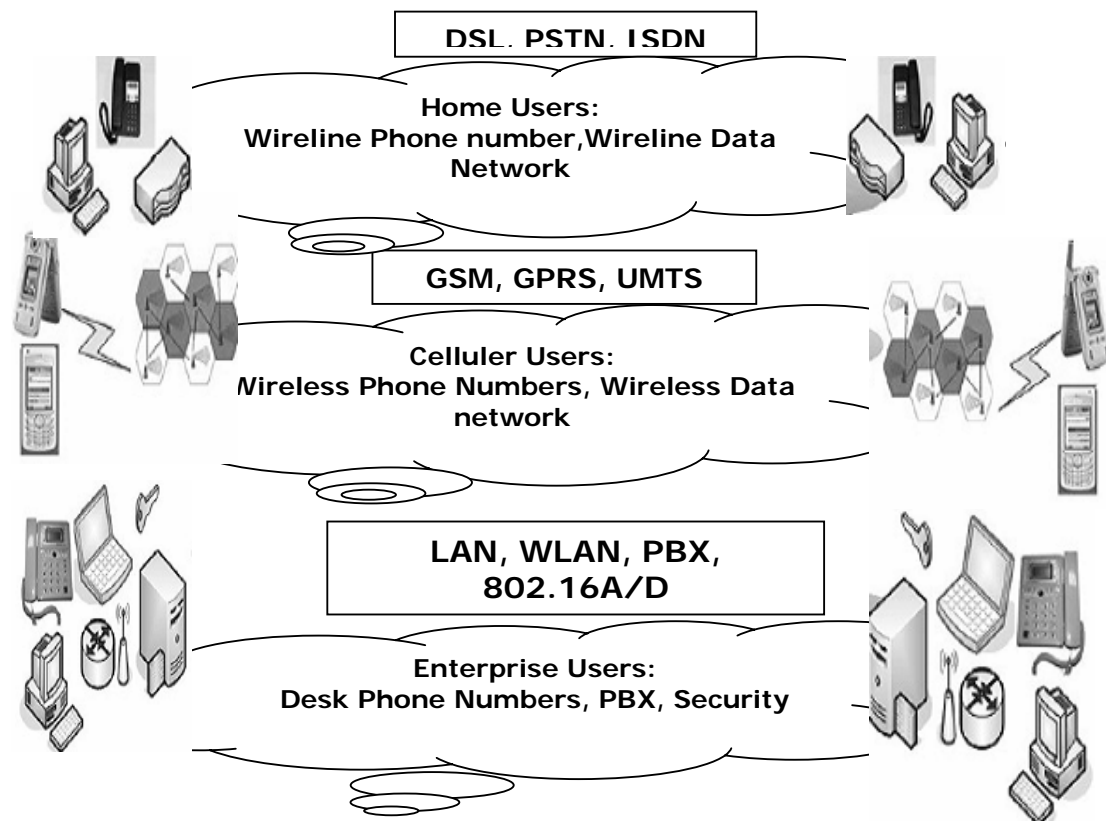 DSL, PSTN, ISDN
Home Users:
Wireline Phone number,Wireline Data
Network
GSM, GPRS, UMTS
Celluler Users:
Wireless Phone Numbers, Wireless Data
network
LAN, WLAN, PBX,
802.16A/D
Enterprise Users:
Desk Phone Numbers, PBX, Security